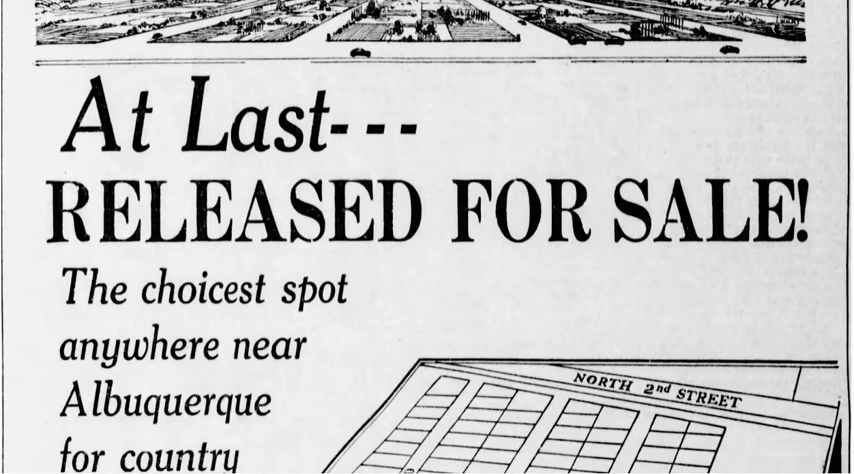 At Last---
RELEASED FOR SALE!
The choicest spot
anywhere near
Albuquerque
for country
NORTH 2nd STREET